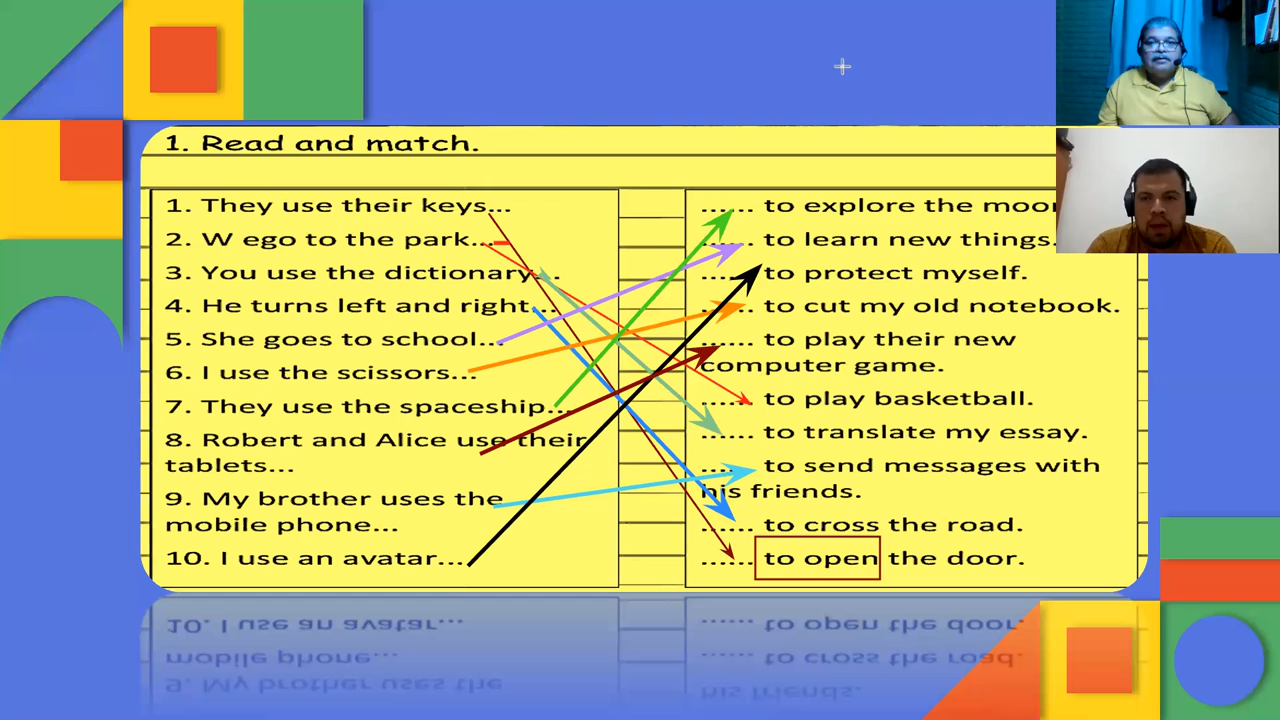 1. Read and match.
1. They use their keys...
2. W ego to the park...
3. You use the dictionary...
4. He turns left and right...
5. She goes to school...
6. I use the scissors...
7. They use the spaceship...
8. Robert and Alice use their
tablets...
9. My brother uses the
mobile phone...
10. I use an avatar...
...... to explore the moon
...... to learn new things.
...... to protect myself.
...... to cut my old notebook.
...... to play their new
computer game.
...... to play basketball.
...... to translate my essay.
...... to send messages with
his friends.
...... to cross the road.
...... to open the door.